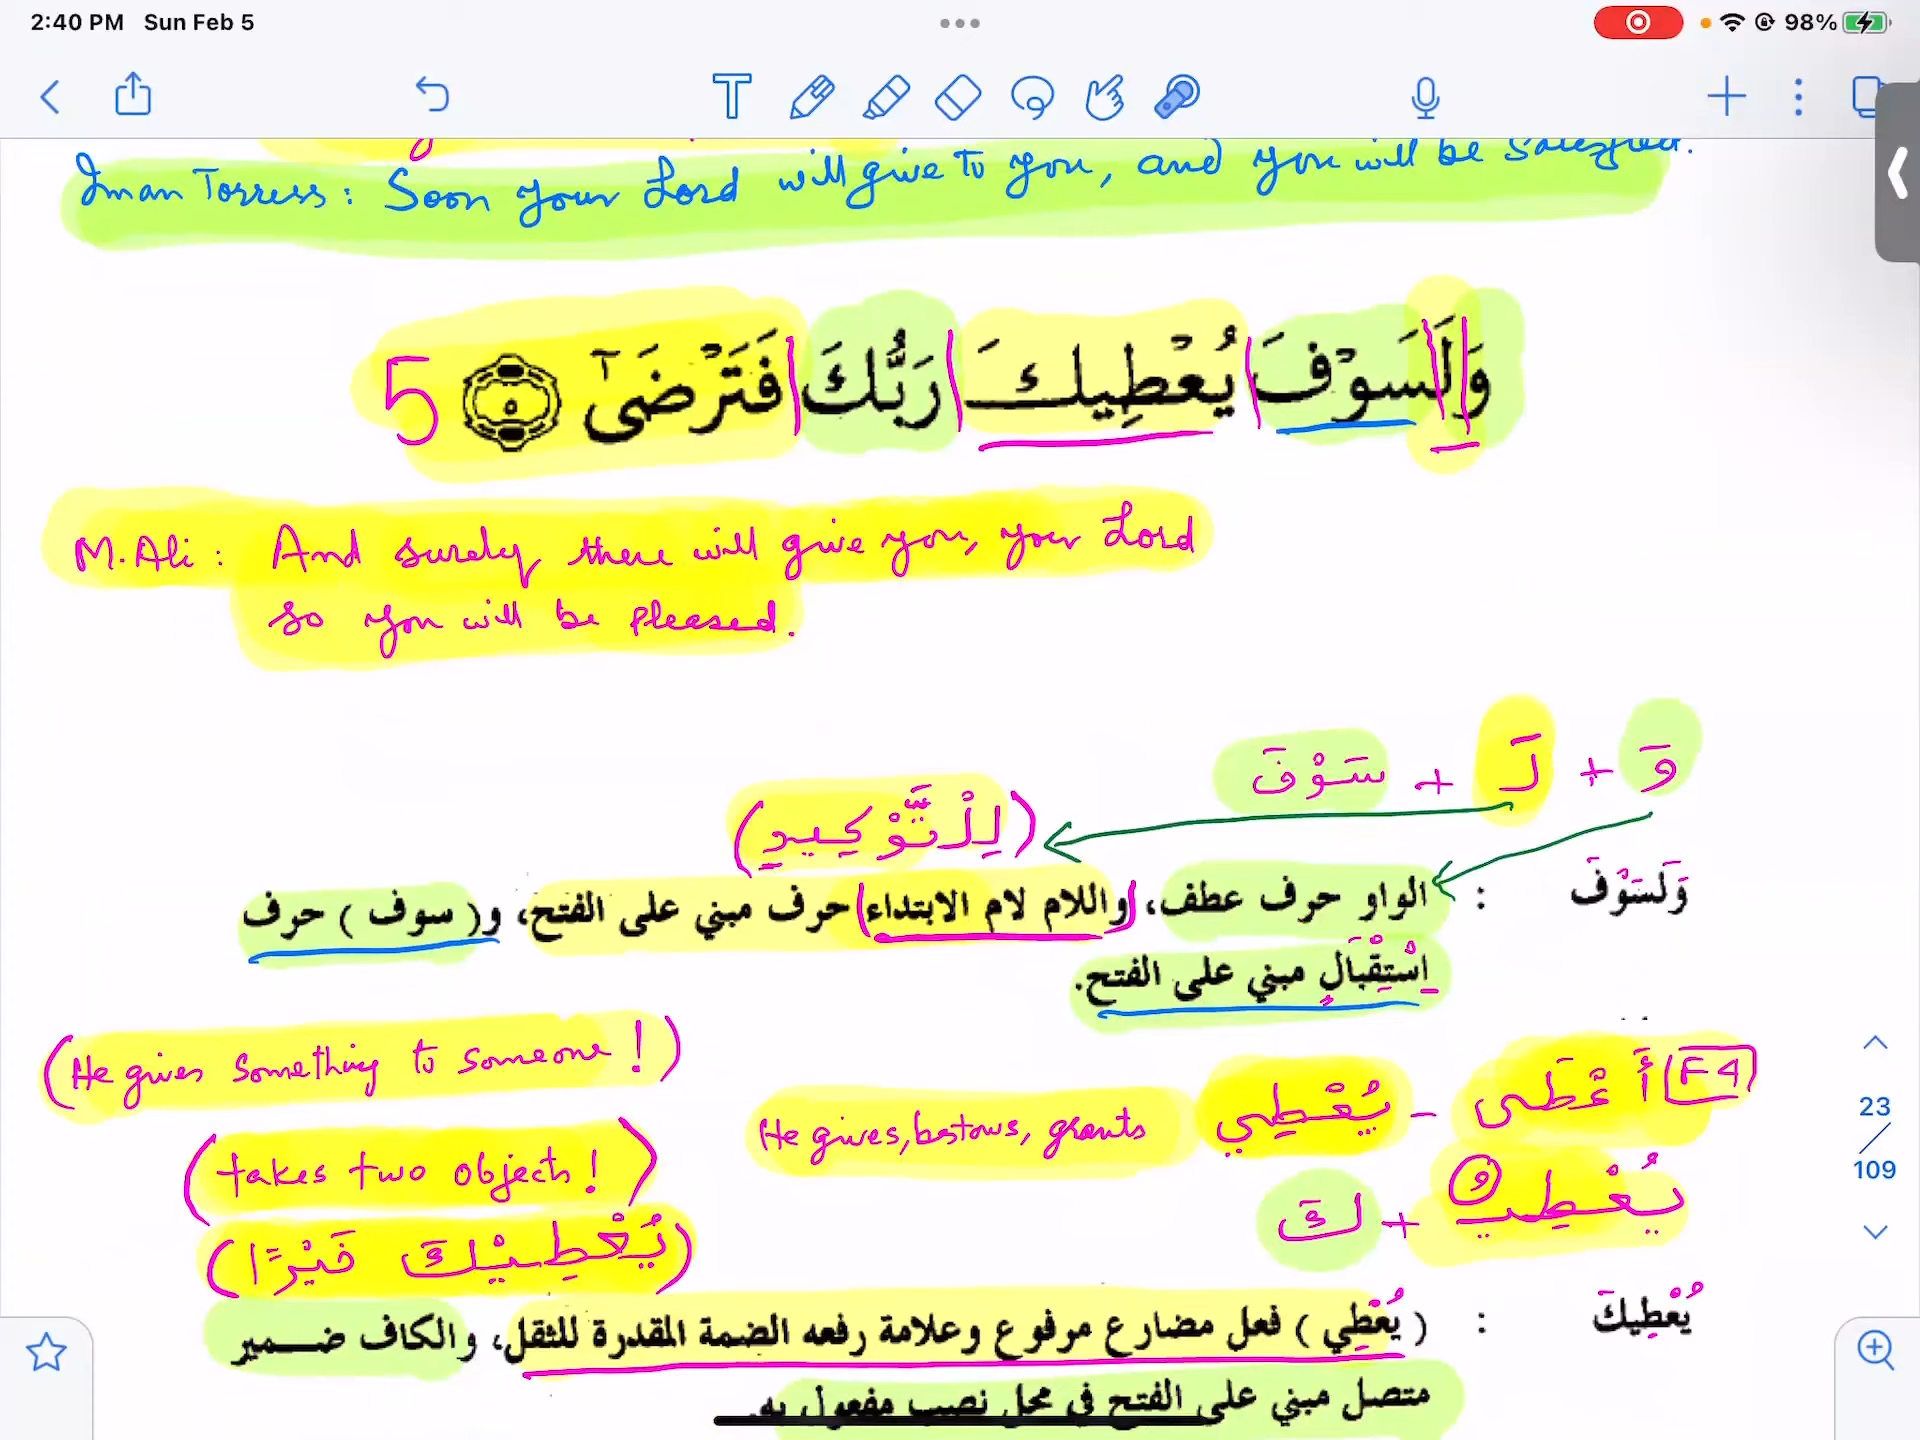 2:40 PM Sun Feb 5
98%
Iman Torress: Soon your Lord will give to you, and you will be satisfied.
وَلَسَوْفَ يُعْطِيكَ رَبُّكَ فَتَرْضَىٰٓ ٥ 5
M. Ali: And surely there will give you, your Lord
so you will be pleased.
وَ + لَ + سَوْفَ
(لِلْتَّوْكِيدِ)
وَلَسَوْفَ : الواو حرف عطف، واللام لام الابتداء حرف مبني على الفتح، و( سوف ) حرف
اسْتِقْبَالٍ مبني على الفتح.
(He gives something to someone!)
F4 أَعْطَى - يُعْطِي He gives, bestows, grants
(takes two objects!)
يُعْطِيْ + كَ
(يُعْطِيْكَ خَيْرًا)
يُعْطِيكَ : ( يُعْطِي ) فعل مضارع مرفوع وعلامة رفعه الضمة المقدرة للثقل، والكاف ضمير
متصل مبني على الفتح في محل نصب مفعول به.
23
109